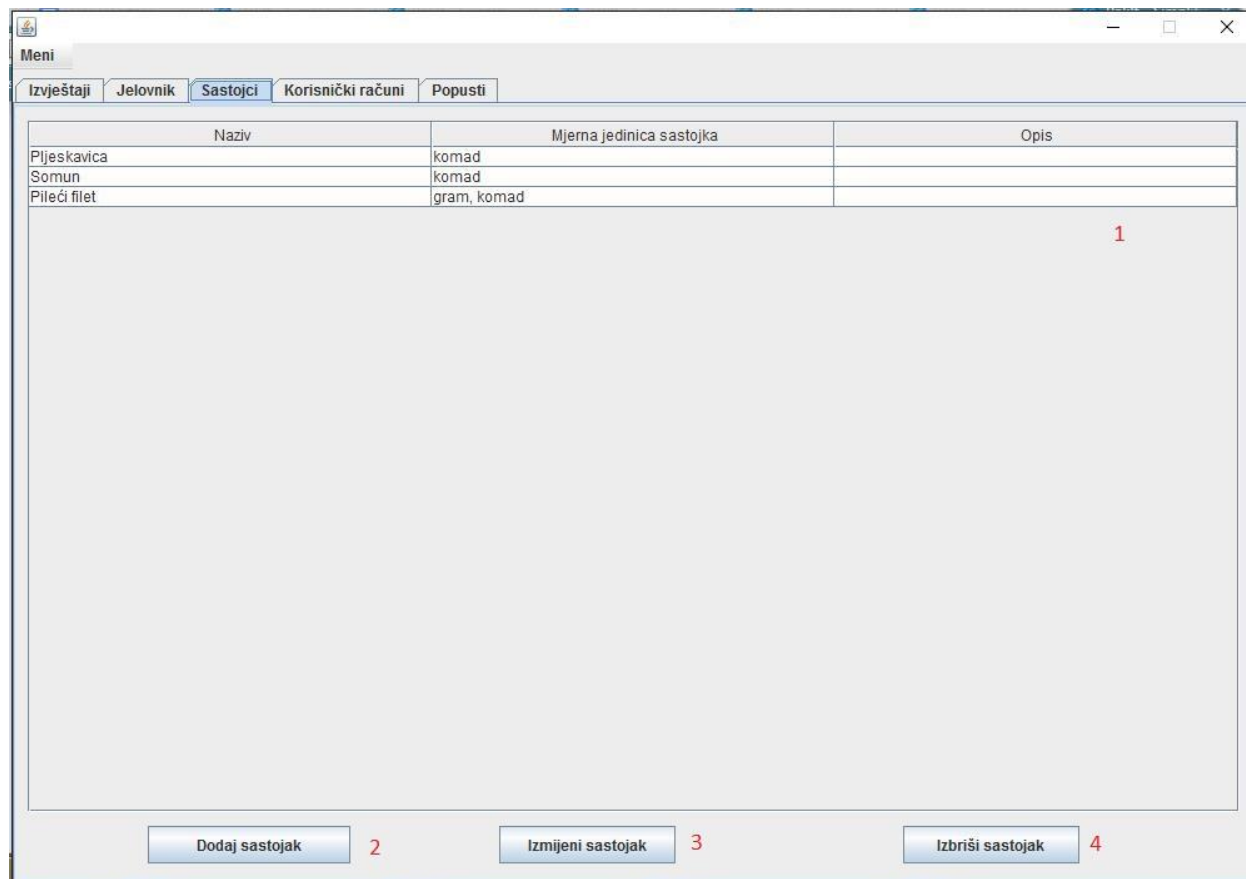 Meni
Izvještaji Jelovnik Sastojci Korisnički računi Popusti
Naziv Mjerna jedinica sastojka Opis
Pljeskavica komad
Somun komad
Pileći filet gram, komad
1
Dodaj sastojak 2 Izmijeni sastojak 3 Izbriši sastojak 4